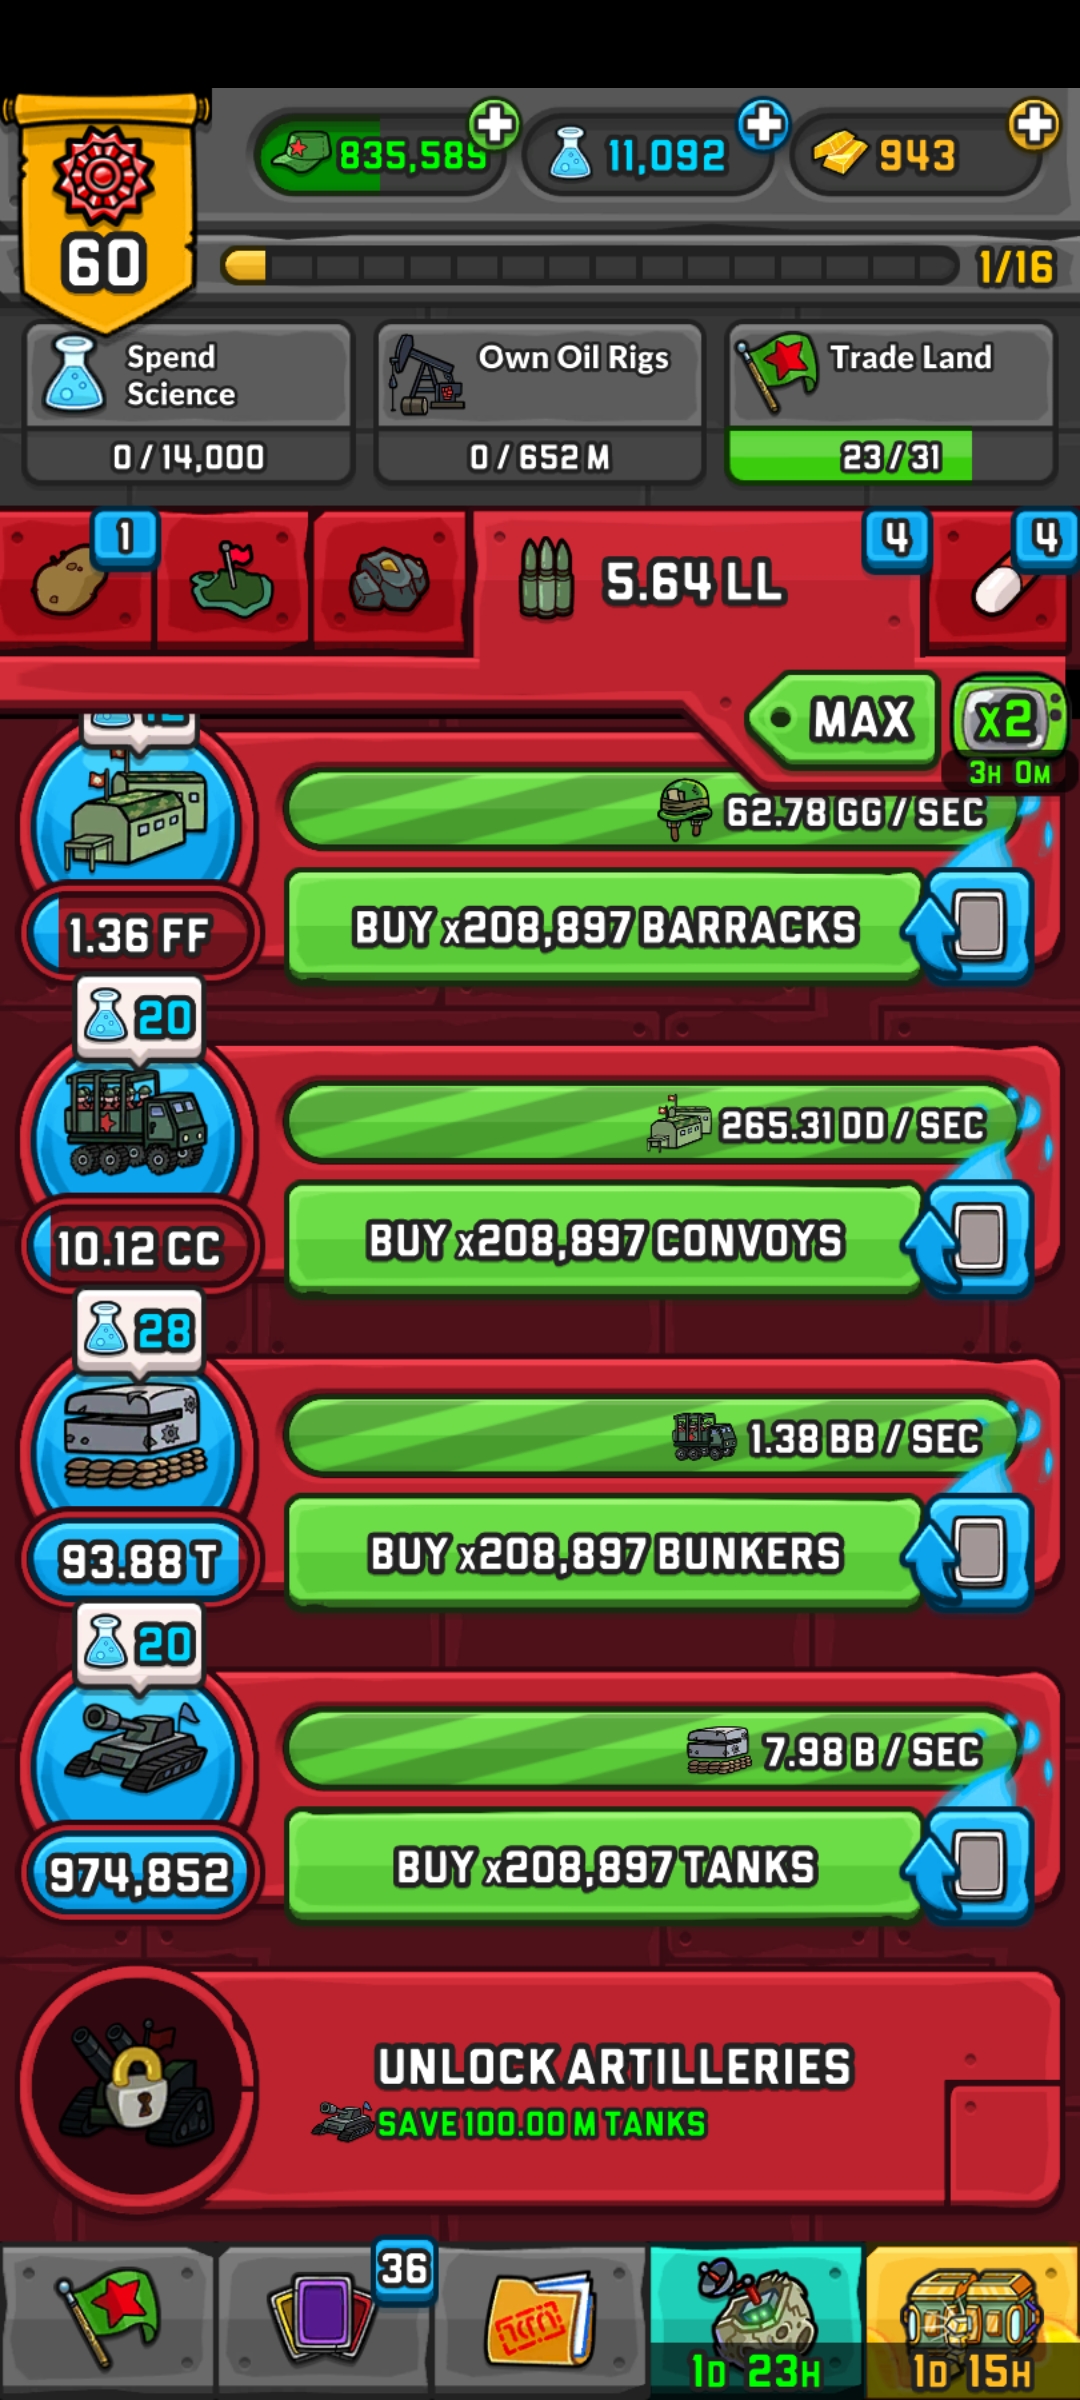 60
835,589
11,092
943
1/16
Spend
Science
0 / 14,000
Own Oil Rigs
0 / 652 M
Trade Land
23 / 31
1
5.64 LL
4
4
MAX
x2
3H 0M
62.78 GG / SEC
1.36 FF
BUY x208,897 BARRACKS
20
265.31 DD / SEC
10.12 CC
BUY x208,897 CONVOYS
28
1.38 BB / SEC
93.88 T
BUY x208,897 BUNKERS
20
7.98 B / SEC
974,852
BUY x208,897 TANKS
UNLOCK ARTILLERIES
SAVE 100.00 M TANKS
36
1D 23H
1D 15H